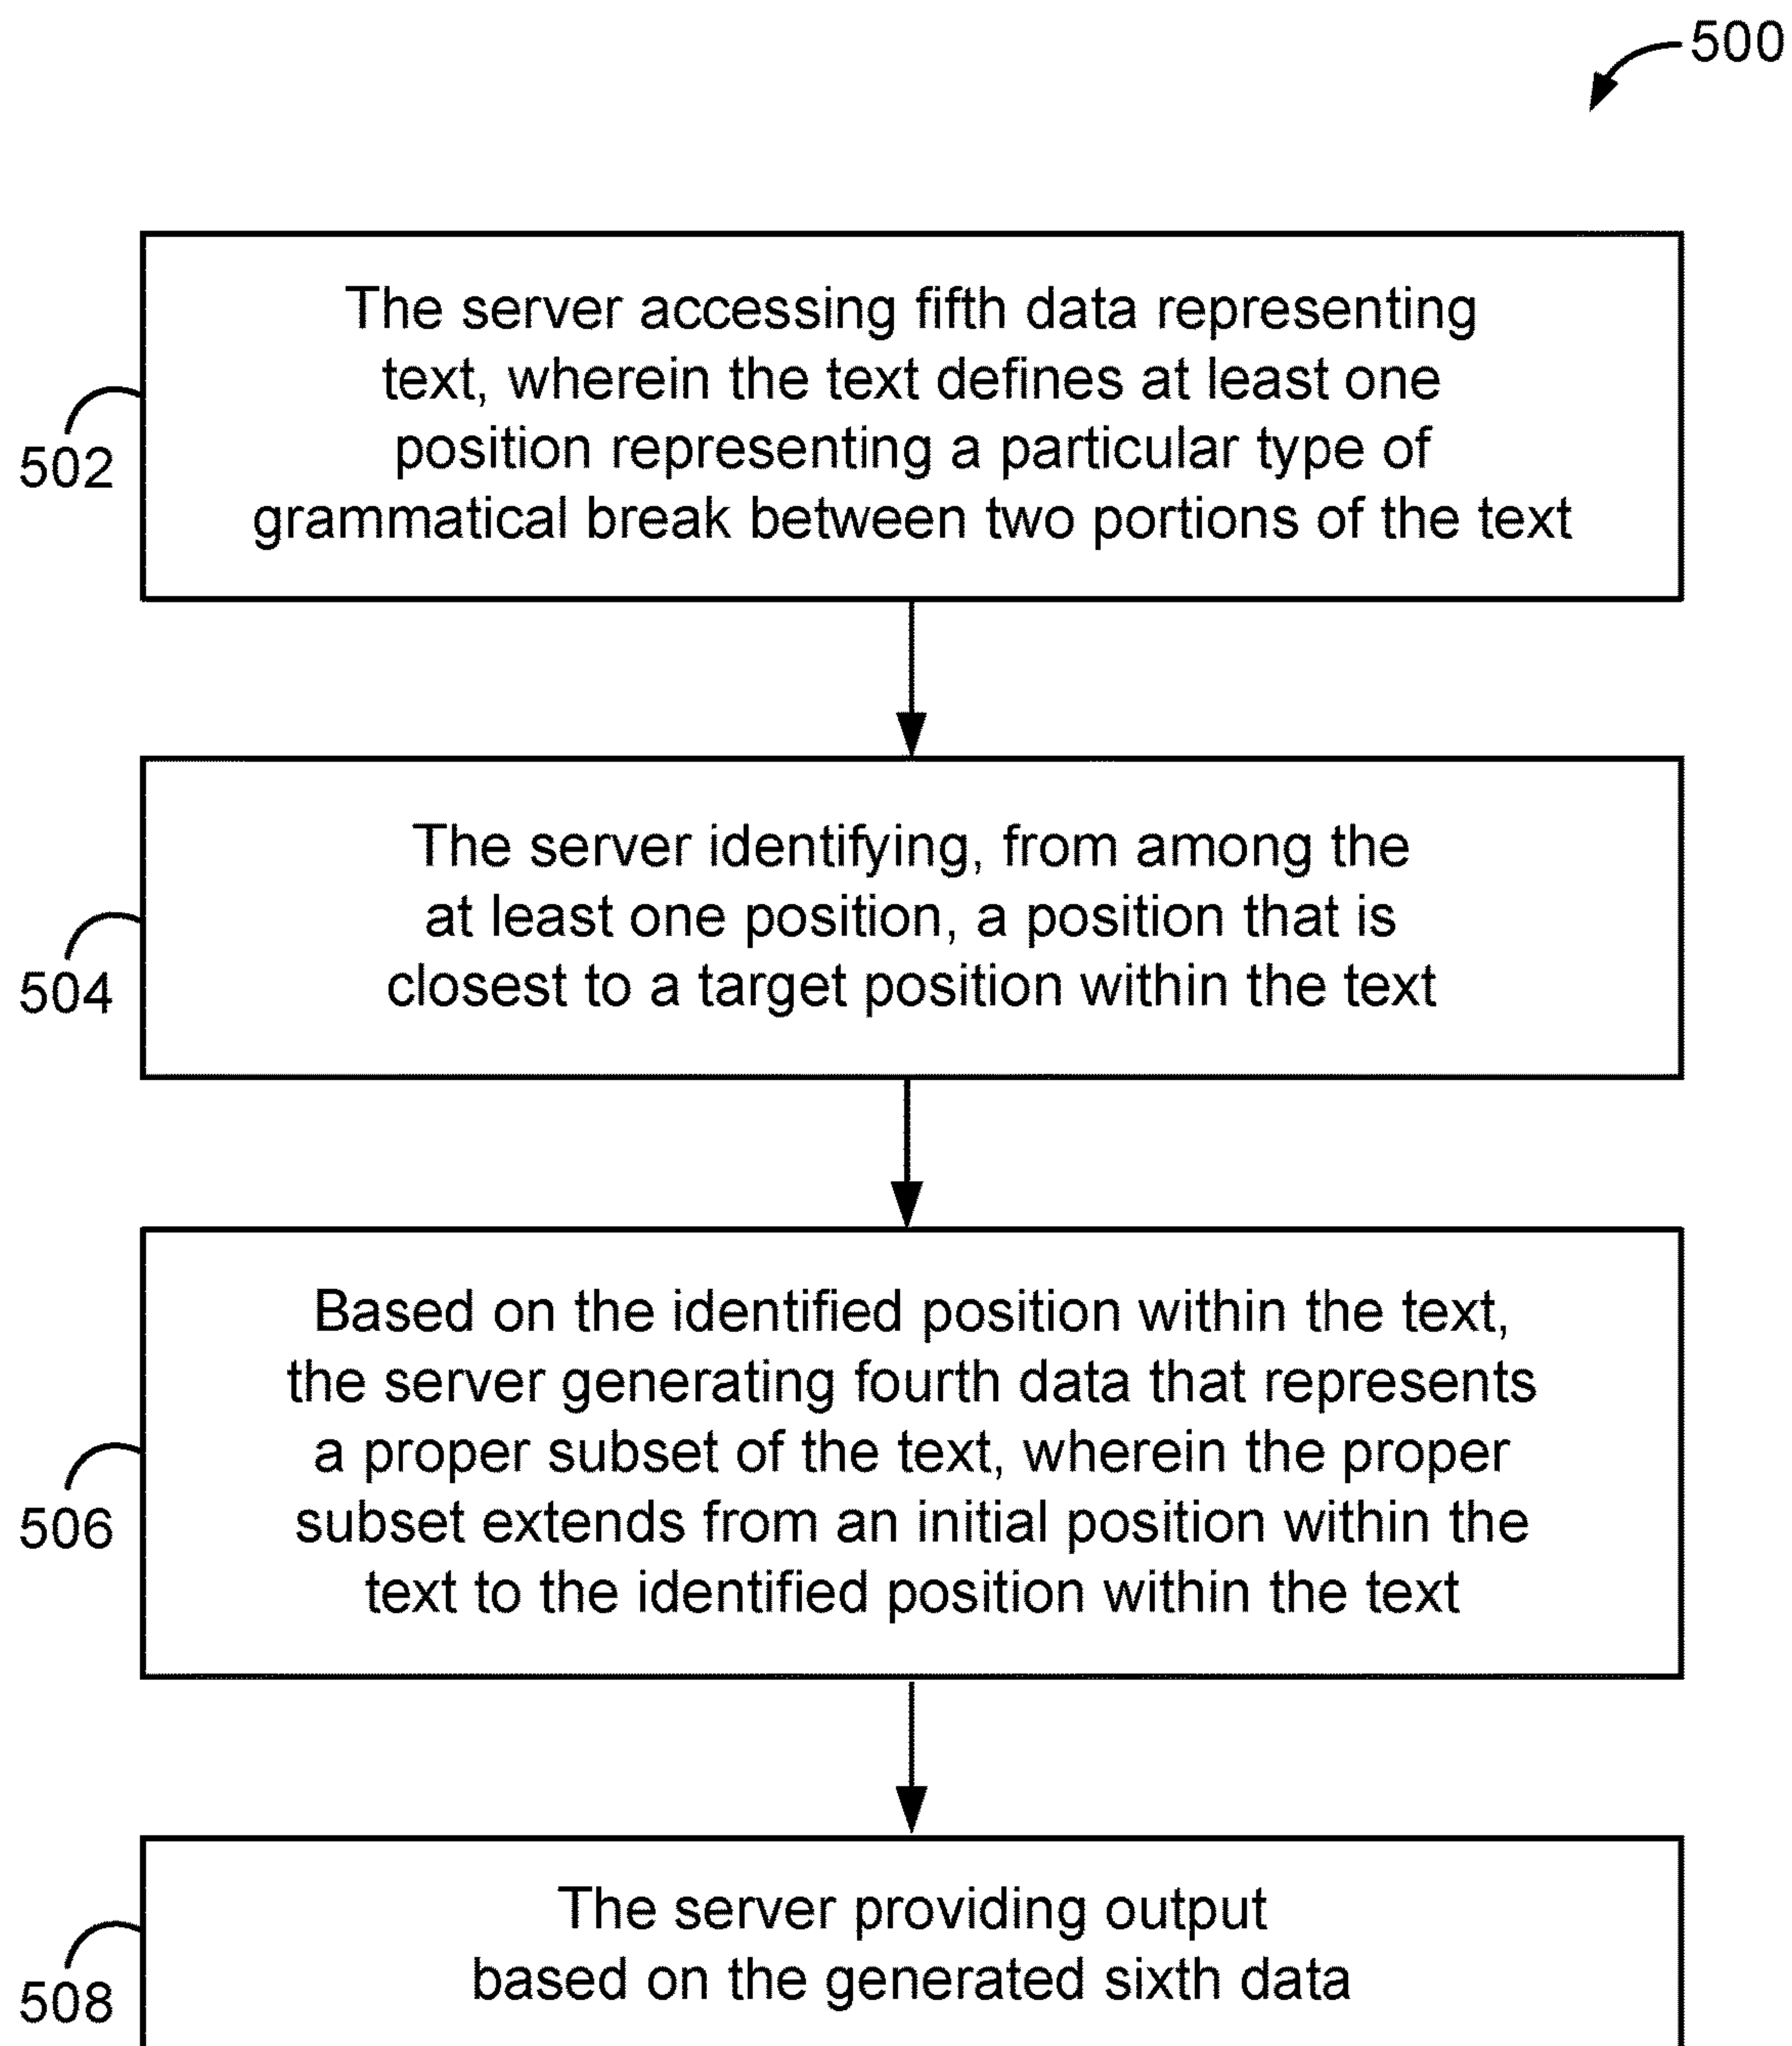 500
The server accessing fifth data representing
text, wherein the text defines at least one
position representing a particular type of
grammatical break between two portions of the text
502
The server identifying, from among the
at least one position, a position that is
closest to a target position within the text
504
Based on the identified position within the text,
the server generating fourth data that represents
a proper subset of the text, wherein the proper
subset extends from an initial position within the
text to the identified position within the text
506
The server providing output
based on the generated sixth data
508